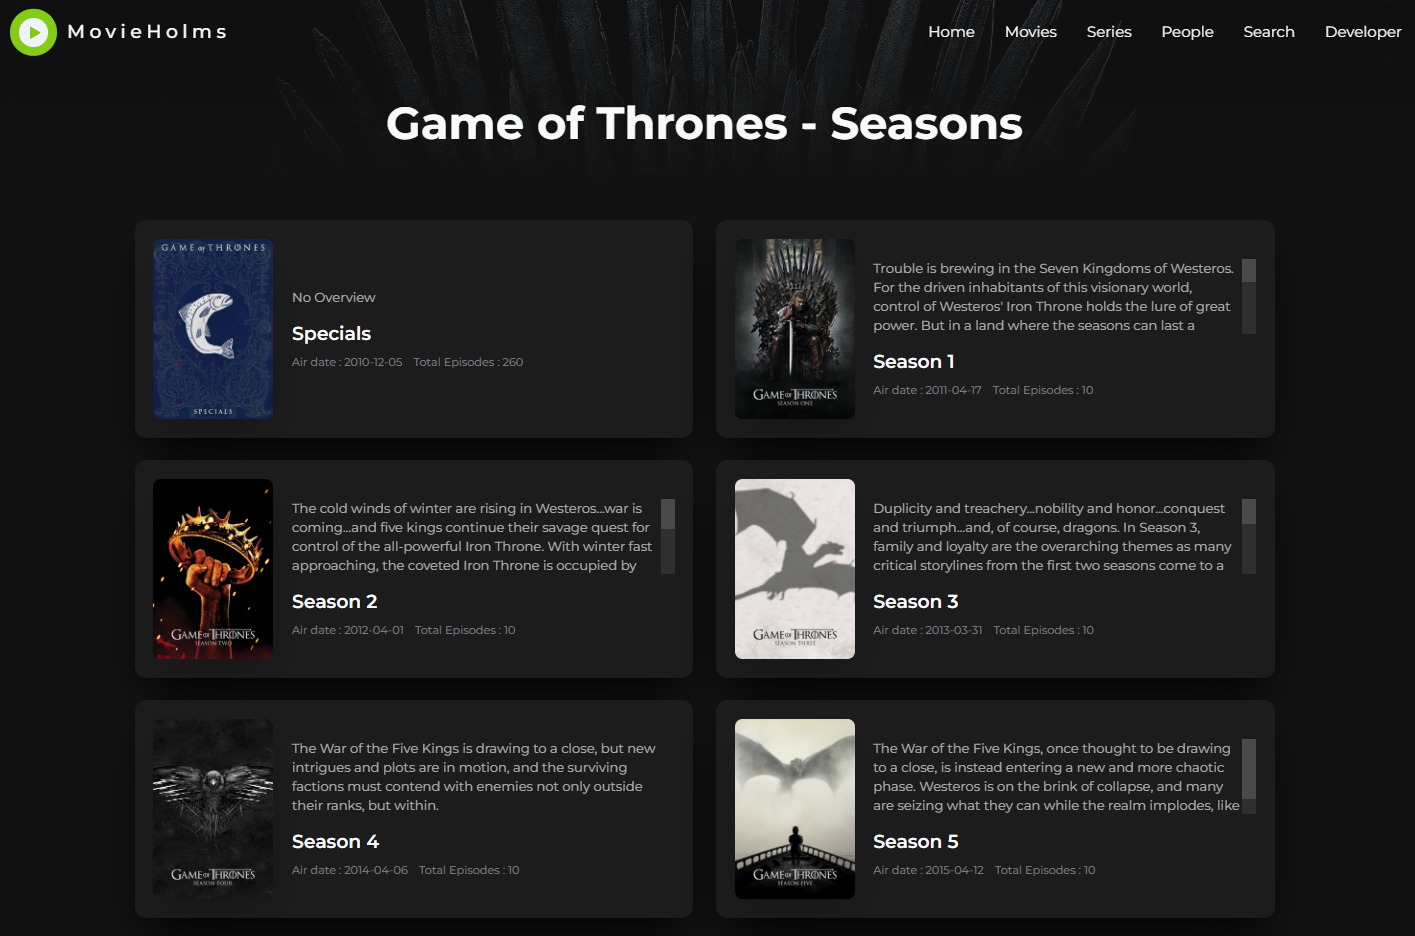 MovieHolms
Home Movies Series People Search Developer
Game of Thrones - Seasons
GAME of THRONES
SPECIALS
No Overview
Specials
Air date : 2010-12-05 Total Episodes : 260
GAME OF THRONES
SEASON ONE
Trouble is brewing in the Seven Kingdoms of Westeros.
For the driven inhabitants of this visionary world,
control of Westeros' Iron Throne holds the lure of great
power. But in a land where the seasons can last a
Season 1
Air date : 2011-04-17 Total Episodes : 10
GAME OF THRONES
SEASON TWO
The cold winds of winter are rising in Westeros...war is
coming...and five kings continue their savage quest for
control of the all-powerful Iron Throne. With winter fast
approaching, the coveted Iron Throne is occupied by
Season 2
Air date : 2012-04-01 Total Episodes : 10
GAME OF THRONES
SEASON THREE
Duplicity and treachery...nobility and honor...conquest
and triumph...and, of course, dragons. In Season 3,
family and loyalty are the overarching themes as many
critical storylines from the first two seasons come to a
Season 3
Air date : 2013-03-31 Total Episodes : 10
GAME OF THRONES
SEASON FOUR
The War of the Five Kings is drawing to a close, but new
intrigues and plots are in motion, and the surviving
factions must contend with enemies not only outside
their ranks, but within.
Season 4
Air date : 2014-04-06 Total Episodes : 10
GAME OF THRONES
SEASON FIVE
The War of the Five Kings, once thought to be drawing
to a close, is instead entering a new and more chaotic
phase. Westeros is on the brink of collapse, and many
are seizing what they can while the realm implodes, like
Season 5
Air date : 2015-04-12 Total Episodes : 10